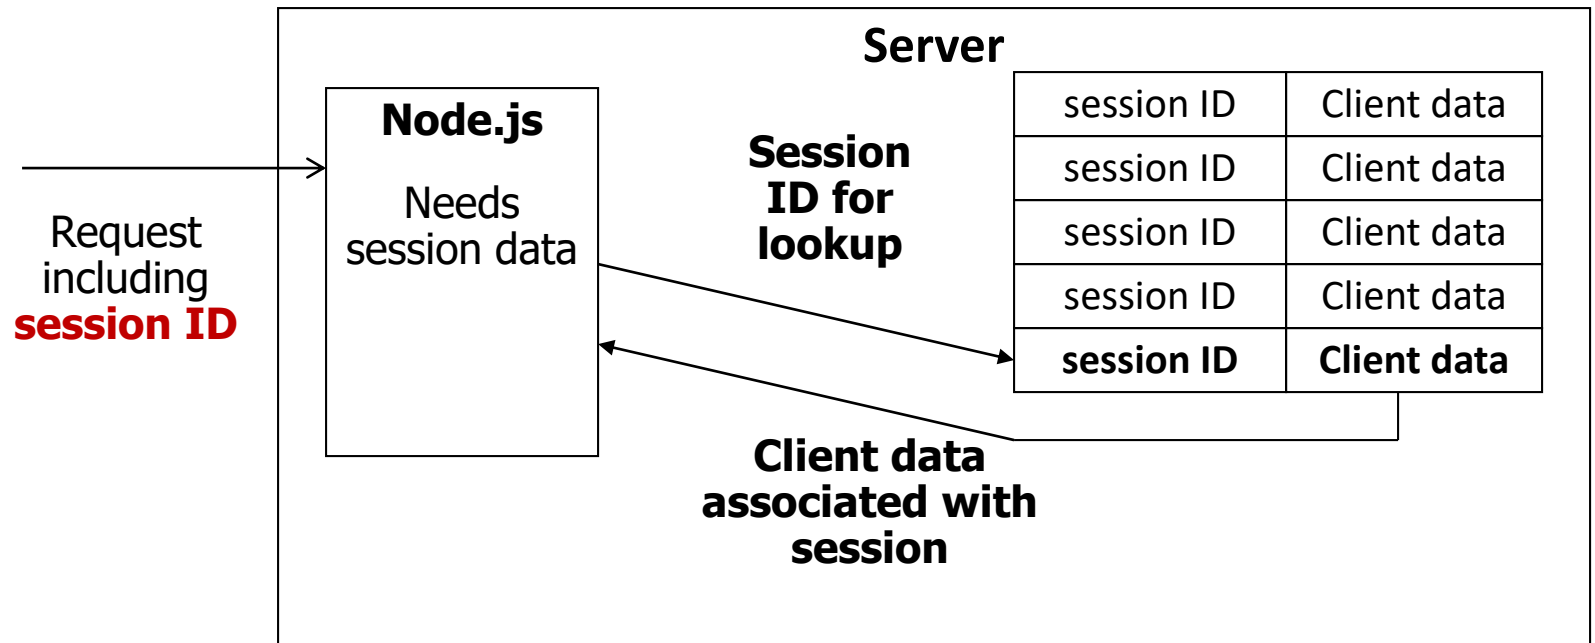 Server
Request
including
session ID
Node.js
Needs
session data
Session
ID for
lookup
session ID Client data
session ID Client data
session ID Client data
session ID Client data
session ID Client data
Client data
associated with
session